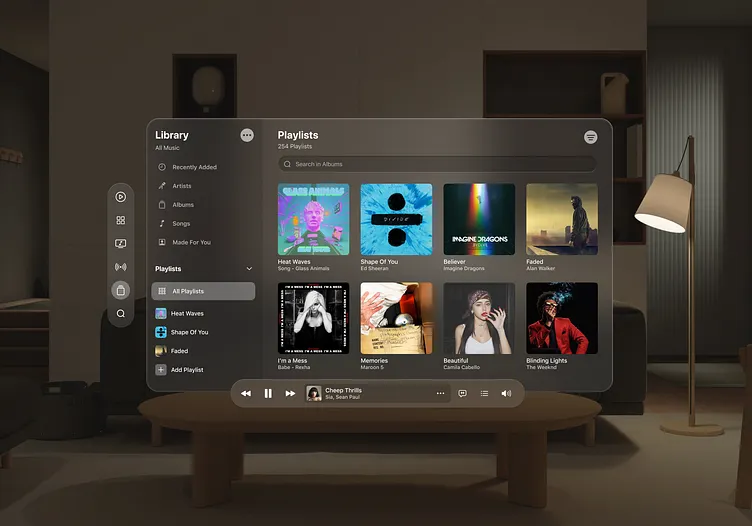 Library
All Music
Recently Added
Artists
Albums
Songs
Made For You
Playlists
All Playlists
Heat Waves
Shape Of You
Faded
Add Playlist
Playlists
254 Playlists
Search in Albums
GLASS ANIMALS
Heat Waves
Song - Glass Animals
DIVIDE
Shape Of You
Ed Sheeran
IMAGINE DRAGONS
Believer
Imagine Dragons
Faded
Alan Walker
I'M A MESS I'M A MESS I'M A MESS
I'm a Mess
Babe - Rexha
Memories
Maroon 5
Beautiful
Camila Cabello
Blinding Lights
The Weeknd
Cheep Thrills
Sia, Sean Paul